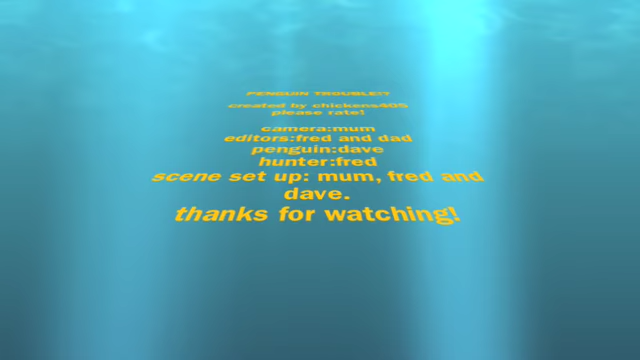 PENGUIN TROUBLE!?
created by chickens405
please rate!
camera:mum
editors:fred and dad
penguin:dave
hunter:fred
scene set up: mum, fred and
dave.
thanks for watching!